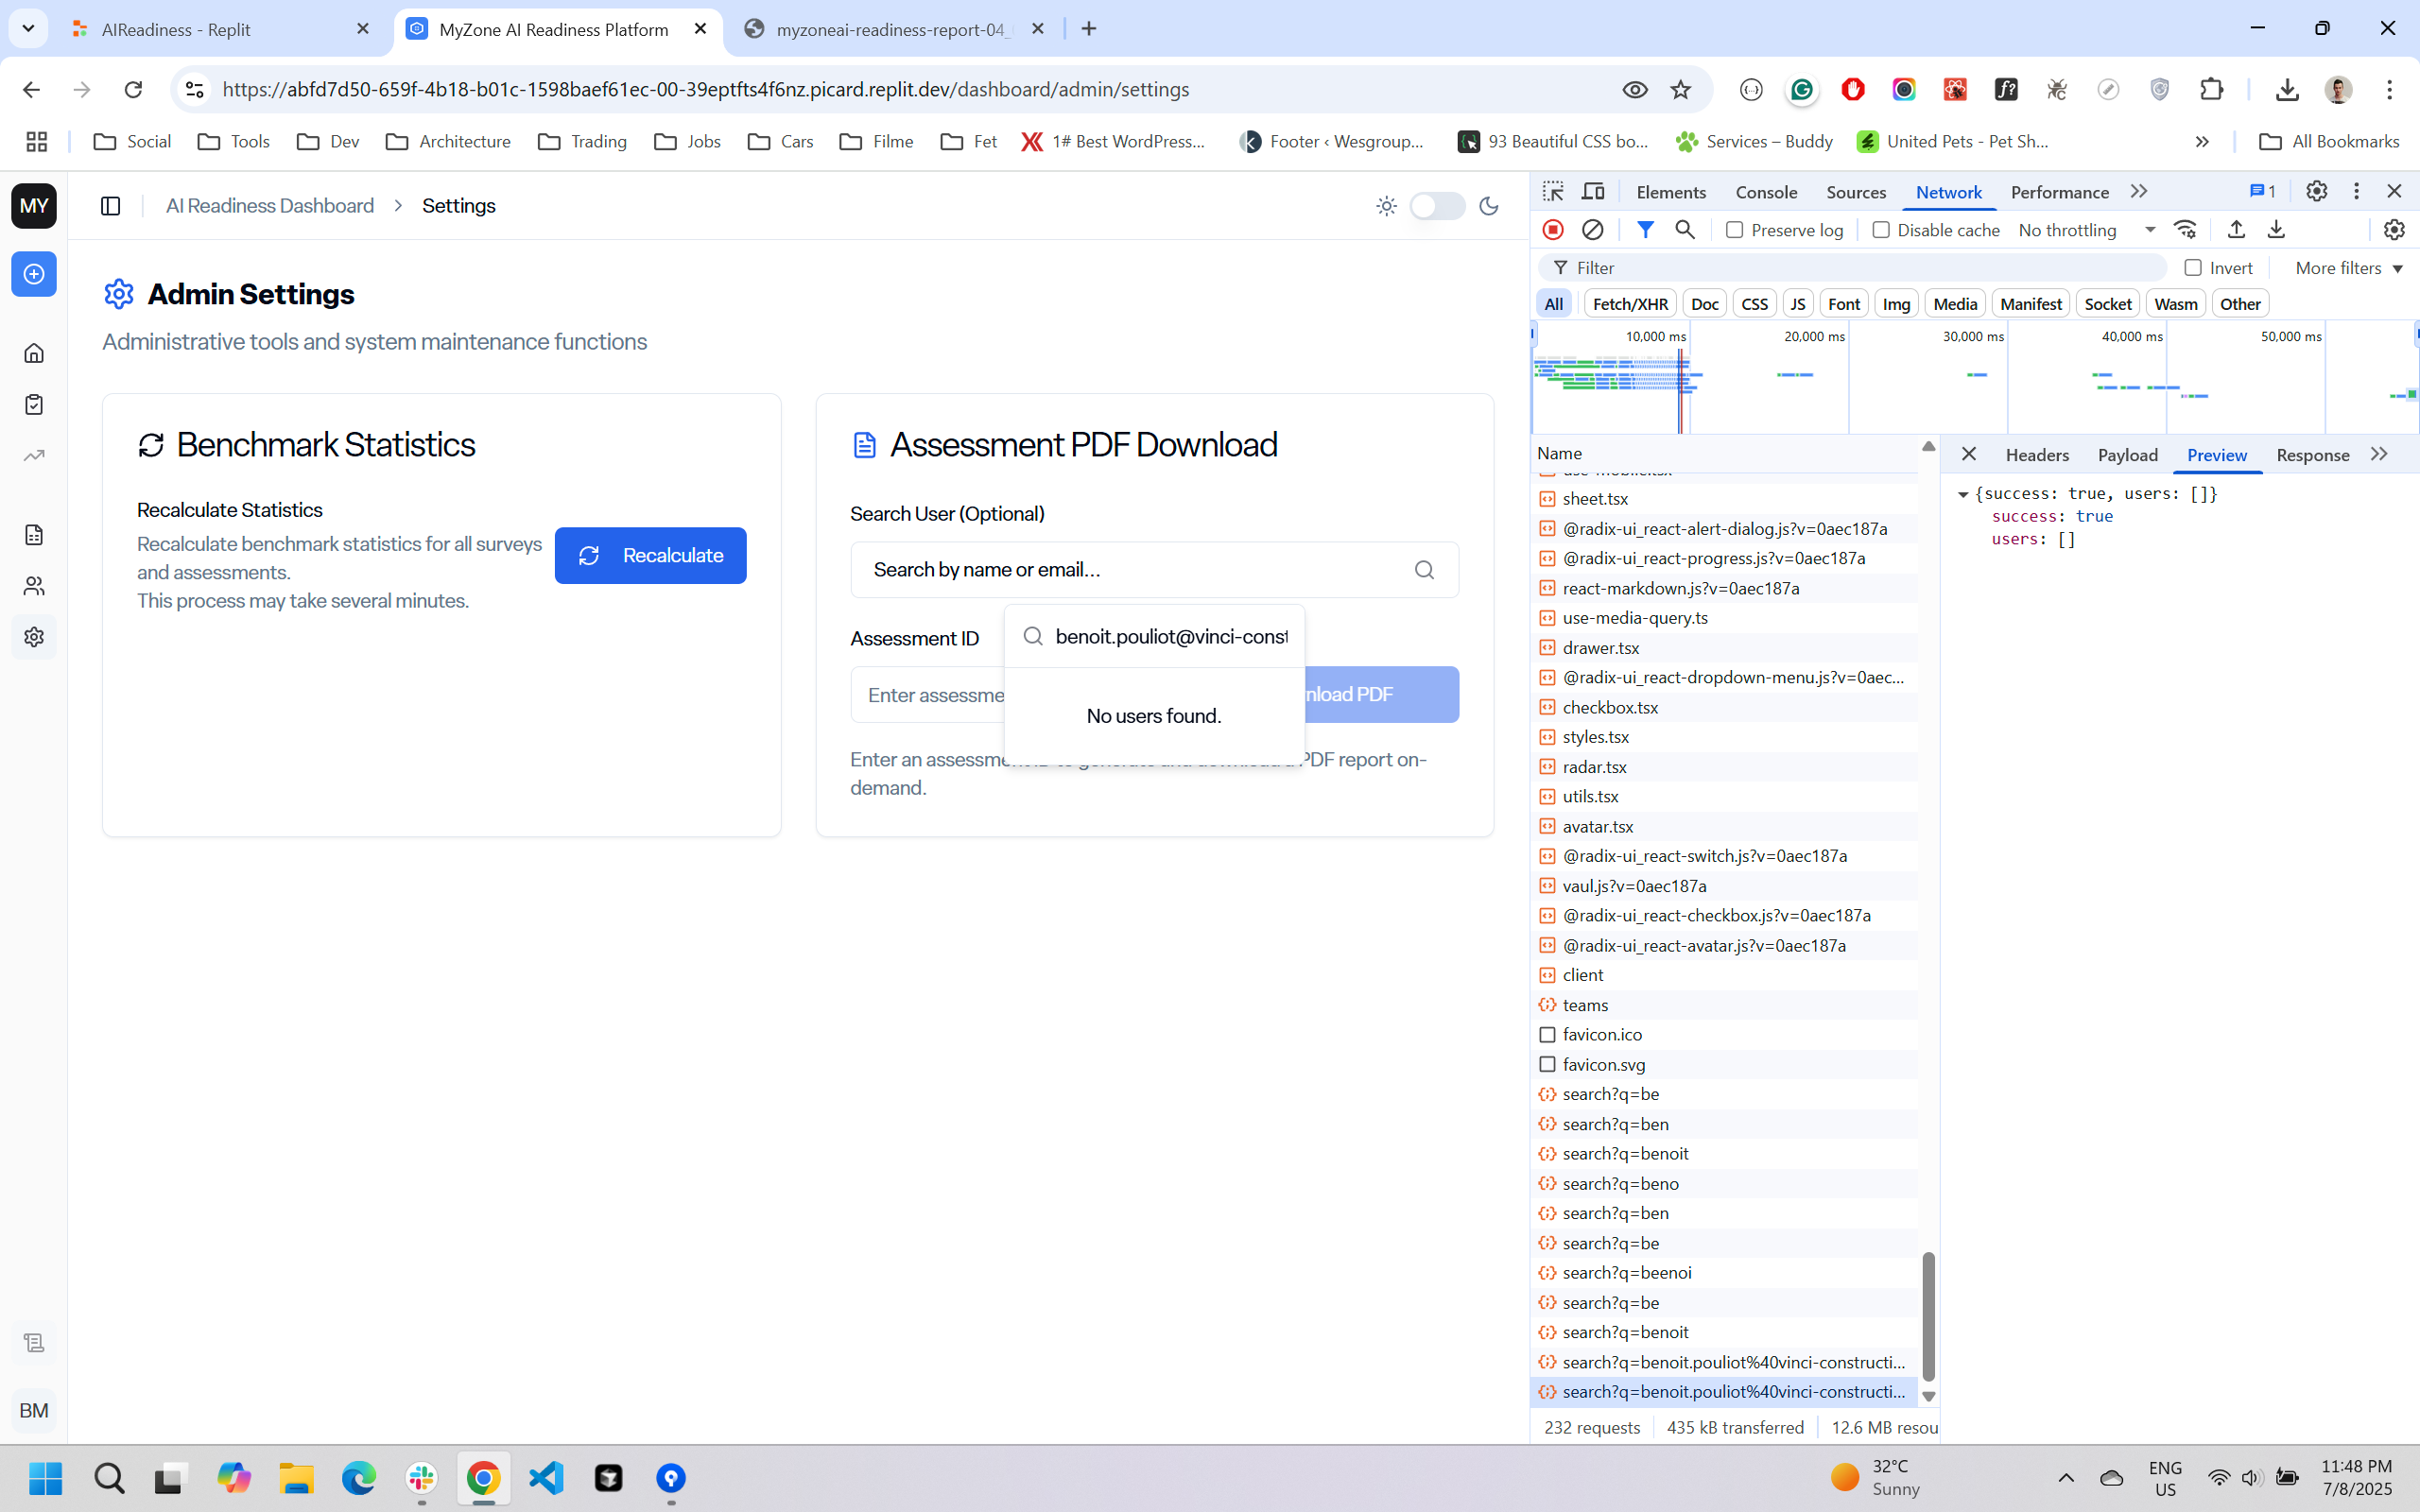 AIReadiness - Replit
MyZone AI Readiness Platform
myzoneai-readiness-report-04_
https://abfd7d50-659f-4b18-b01c-1598baef61ec-00-39eptfts4f6nz.picard.replit.dev/dashboard/admin/settings
Social
Tools
Dev
Architecture
Trading
Jobs
Cars
Filme
Fet
1# Best WordPress...
Footer ‹ Wesgroup...
93 Beautiful CSS bo...
Services – Buddy
United Pets - Pet Sh...
All Bookmarks
MY
AI Readiness Dashboard > Settings
Admin Settings
Administrative tools and system maintenance functions
Benchmark Statistics
Recalculate Statistics
Recalculate benchmark statistics for all surveys
and assessments.
This process may take several minutes.
Recalculate
Assessment PDF Download
Search User (Optional)
Search by name or email...
Assessment ID
benoit.pouliot@vinci-const
No users found.
Enter assessme
nload PDF
Enter an assessment ID to generate and download a PDF report on-
demand.
BM
Elements
Console
Sources
Network
Performance
1
Preserve log
Disable cache
No throttling
Filter
Invert
More filters
All
Fetch/XHR
Doc
CSS
JS
Font
Img
Media
Manifest
Socket
Wasm
Other
10,000 ms
20,000 ms
30,000 ms
40,000 ms
50,000 ms
Name
use-mobile.tsx
sheet.tsx
@radix-ui_react-alert-dialog.js?v=0aec187a
@radix-ui_react-progress.js?v=0aec187a
react-markdown.js?v=0aec187a
use-media-query.ts
drawer.tsx
@radix-ui_react-dropdown-menu.js?v=0aec...
checkbox.tsx
styles.tsx
radar.tsx
utils.tsx
avatar.tsx
@radix-ui_react-switch.js?v=0aec187a
vaul.js?v=0aec187a
@radix-ui_react-checkbox.js?v=0aec187a
@radix-ui_react-avatar.js?v=0aec187a
client
teams
favicon.ico
favicon.svg
search?q=be
search?q=ben
search?q=benoit
search?q=beno
search?q=ben
search?q=be
search?q=beenoi
search?q=be
search?q=benoit
search?q=benoit.pouliot%40vinci-constructi...
search?q=benoit.pouliot%40vinci-constructi...
232 requests
435 kB transferred
12.6 MB resou
Headers
Payload
Preview
Response
{success: true, users: []}
success: true
users: []
32°C
Sunny
ENG
US
11:48 PM
7/8/2025